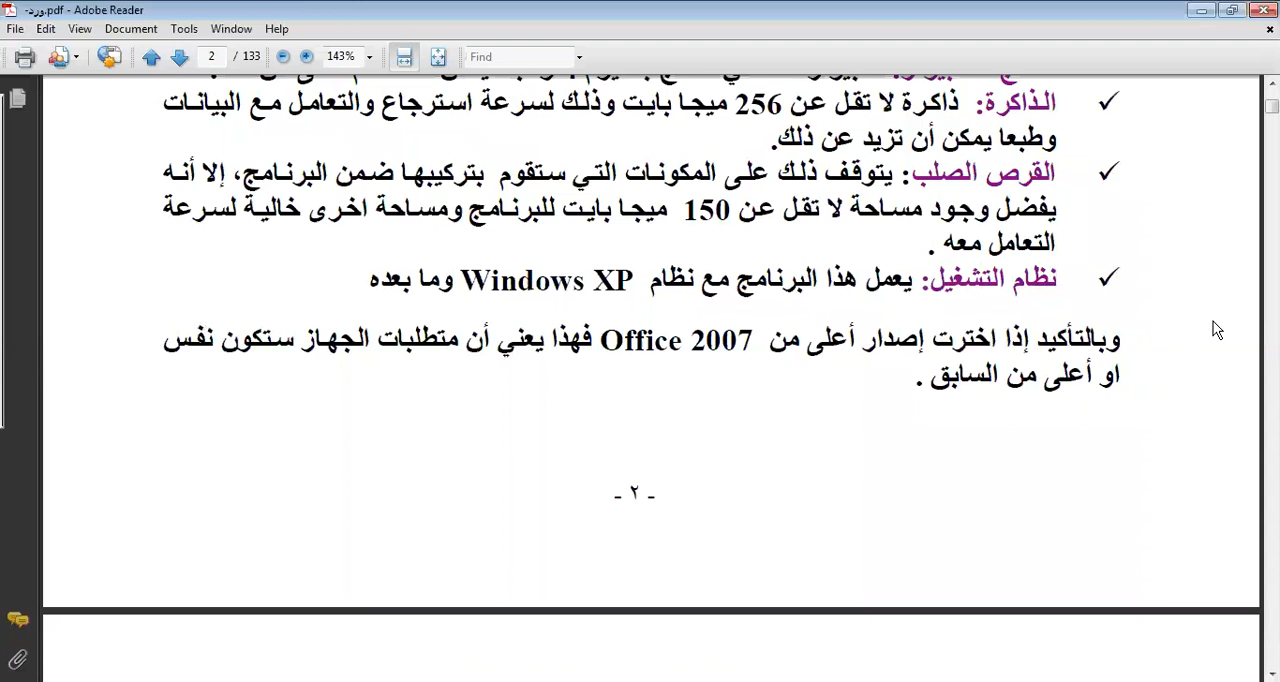 -ورد.pdf - Adobe Reader
File Edit View Document Tools Window Help
2 / 133 143% Find
الذاكرة: ذاكرة لا تقل عن 256 ميجا بايت وذلك لسرعة استرجاع والتعامل مع البيانات
وطبعا يمكن أن تزيد عن ذلك.
القرص الصلب: يتوقف ذلك على المكونات التي ستقوم بتركيبها ضمن البرنامج، إلا أنه
يفضل وجود مساحة لا تقل عن 150 ميجا بايت للبرنامج ومساحة اخرى خالية لسرعة
التعامل معه .
نظام التشغيل: يعمل هذا البرنامج مع نظام Windows XP وما بعده
وبالتأكيد إذا اخترت إصدار أعلى من Office 2007 فهذا يعني أن متطلبات الجهاز ستكون نفس
او أعلى من السابق .
- ٢ -